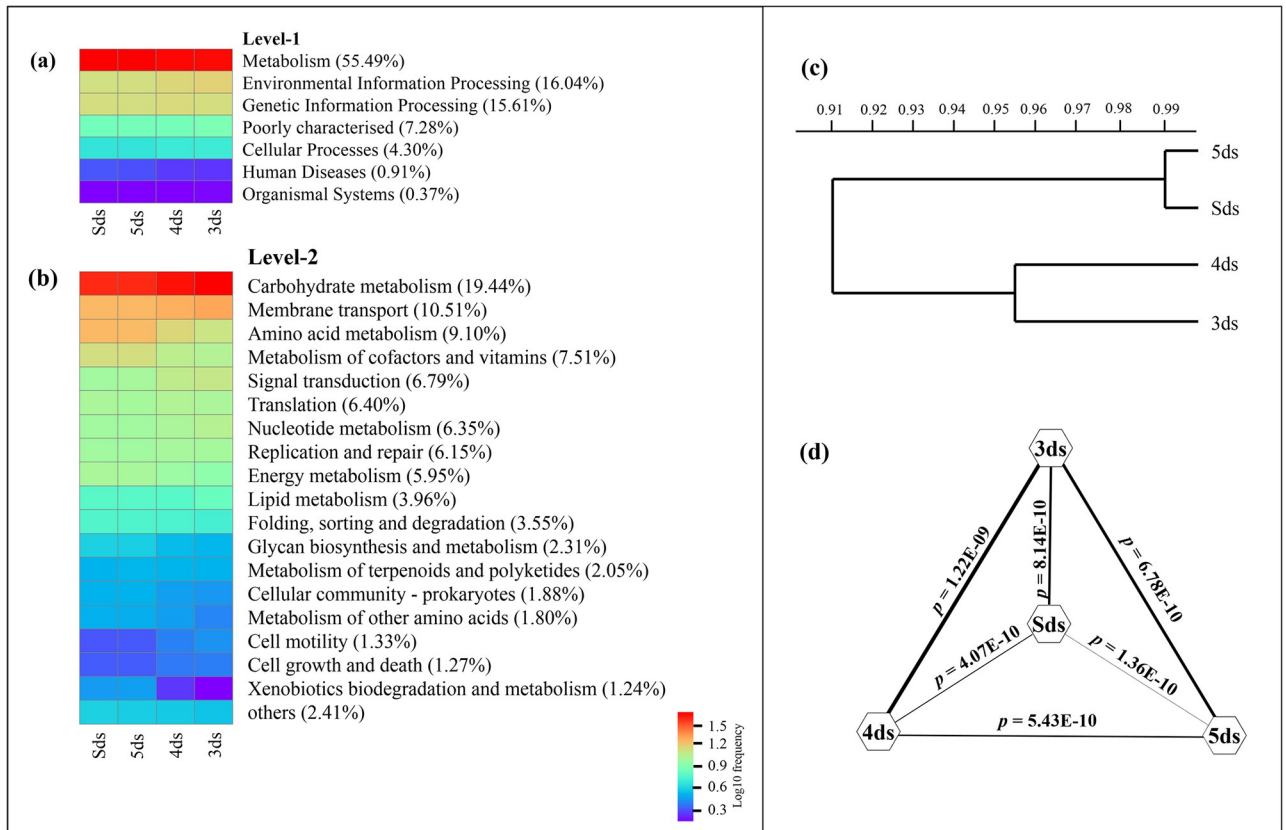 (a)
Level-1
Metabolism (55.49%)
Environmental Information Processing (16.04%)
Genetic Information Processing (15.61%)
Poorly characterised (7.28%)
Cellular Processes (4.30%)
Human Diseases (0.91%)
Organismal Systems (0.37%)
Sds 5ds 4ds 3ds
(b)
Level-2
Carbohydrate metabolism (19.44%)
Membrane transport (10.51%)
Amino acid metabolism (9.10%)
Metabolism of cofactors and vitamins (7.51%)
Signal transduction (6.79%)
Translation (6.40%)
Nucleotide metabolism (6.35%)
Replication and repair (6.15%)
Energy metabolism (5.95%)
Lipid metabolism (3.96%)
Folding, sorting and degradation (3.55%)
Glycan biosynthesis and metabolism (2.31%)
Metabolism of terpenoids and polyketides (2.05%)
Cellular community - prokaryotes (1.88%)
Metabolism of other amino acids (1.80%)
Cell motility (1.33%)
Cell growth and death (1.27%)
Xenobiotics biodegradation and metabolism (1.24%)
others (2.41%)
Sds 5ds 4ds 3ds
1.5
1.2
0.9
0.6
0.3
Log10 frequency
(c)
0.91 0.92 0.93 0.94 0.95 0.96 0.97 0.98 0.99
5ds
Sds
4ds
3ds
(d)
3ds
p = 1.22E-09
p = 8.14E-10
p = 6.78E-10
Sds
p = 4.07E-10
p = 1.36E-10
4ds
p = 5.43E-10
5ds